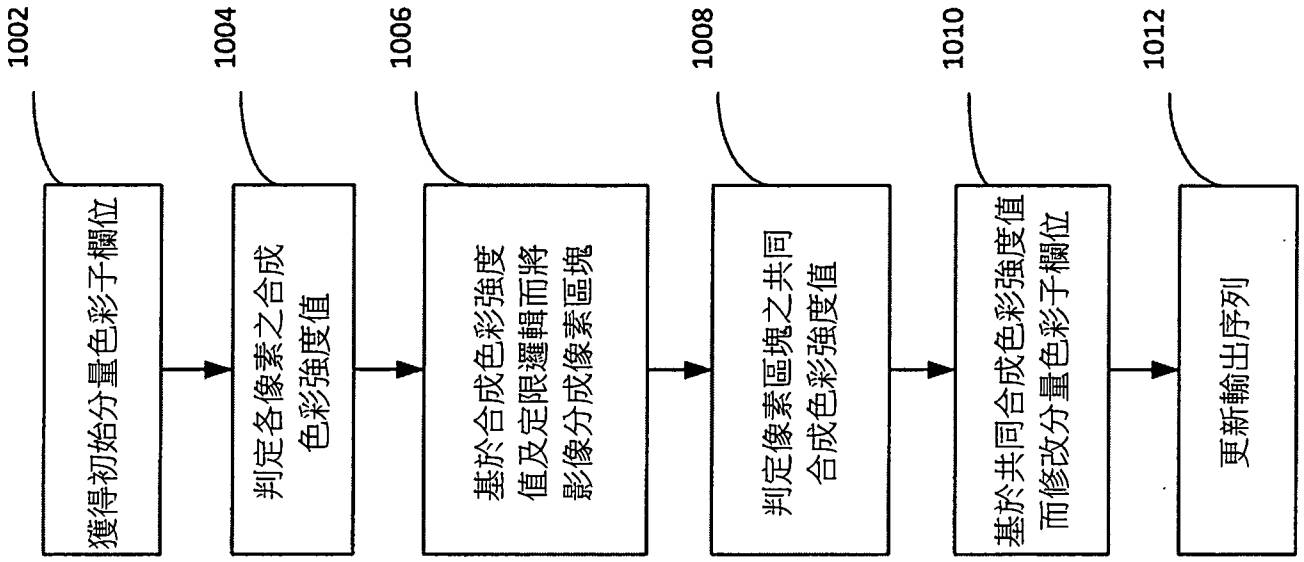 1002
獲得初始分量色彩子欄位
1004
判定各像素之合成
色彩強度值
1006
基於合成色彩強度
值及定限邏輯而將
影像分成像素區塊
1008
判定像素區塊之共同
合成色彩強度值
1010
基於共同合成色彩強度值
而修改分量色彩子欄位
1012
更新輸出序列